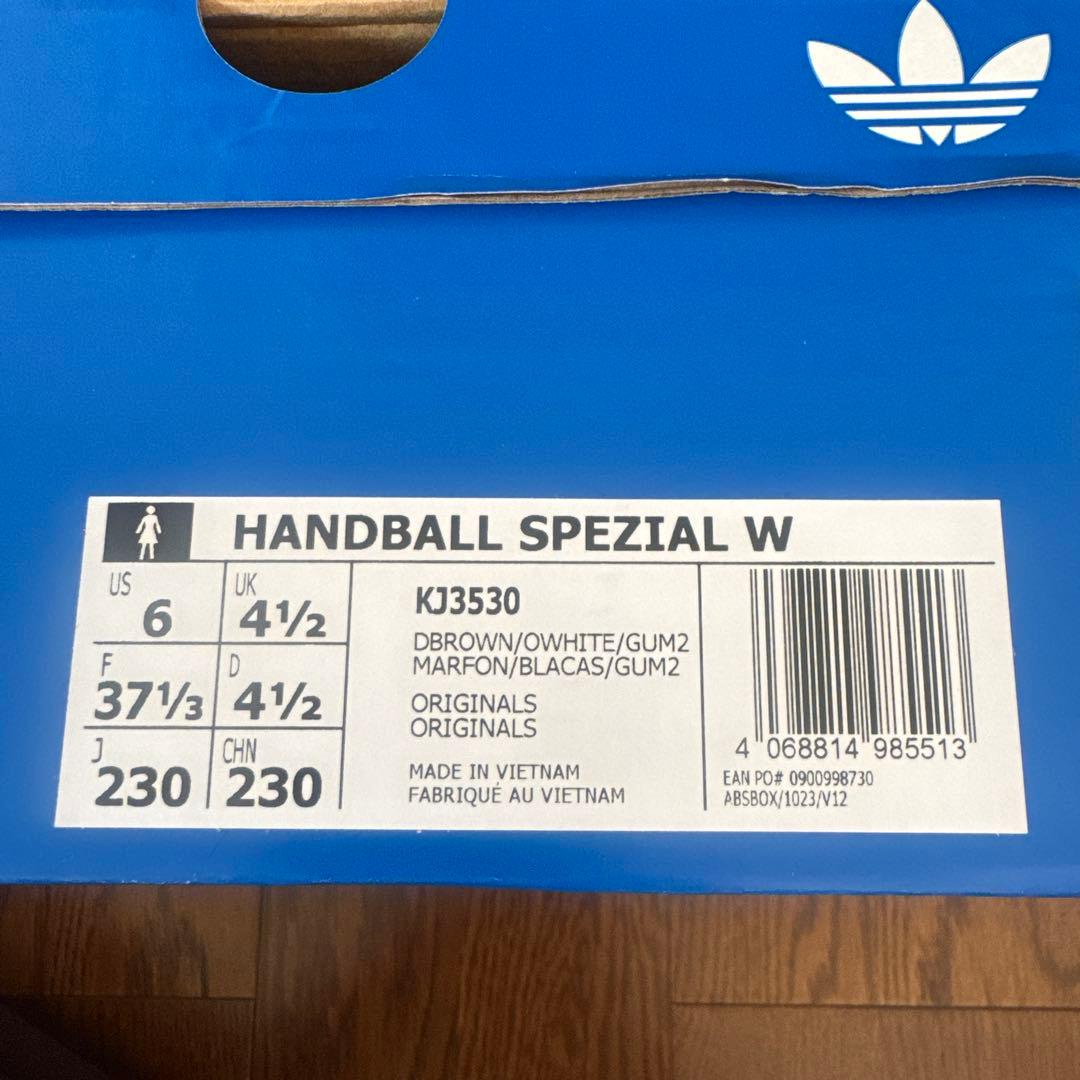 HANDBALL SPEZIAL W
US 6
UK 4½
F 37⅓
D 4½
J 230
CHN 230
KJ3530
DBROWN/OWHITE/GUM2
MARFON/BLACAS/GUM2
ORIGINALS
ORIGINALS
MADE IN VIETNAM
FABRIQUÉ AU VIETNAM
4 068814 985513
EAN PO# 0900998730
ABSBOX/1023/V12